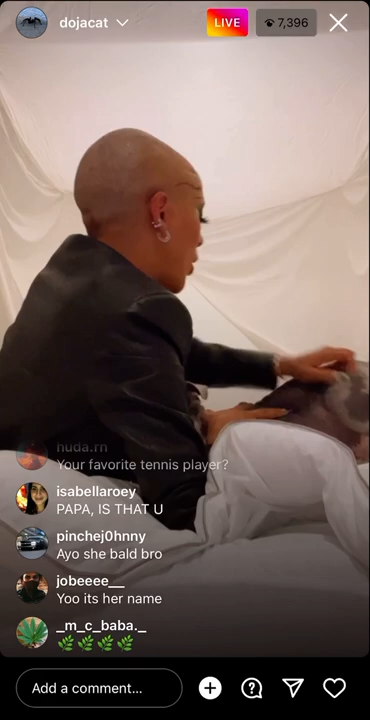 dojacat
LIVE
7,396
huda.rn
Your favorite tennis player?
isabellaroey
PAPA, IS THAT U
pinchej0hnny
Ayo she bald bro
jobeeee__
Yoo its her name
_m_c_baba._
🌿🌿🌿🌿
Add a comment...